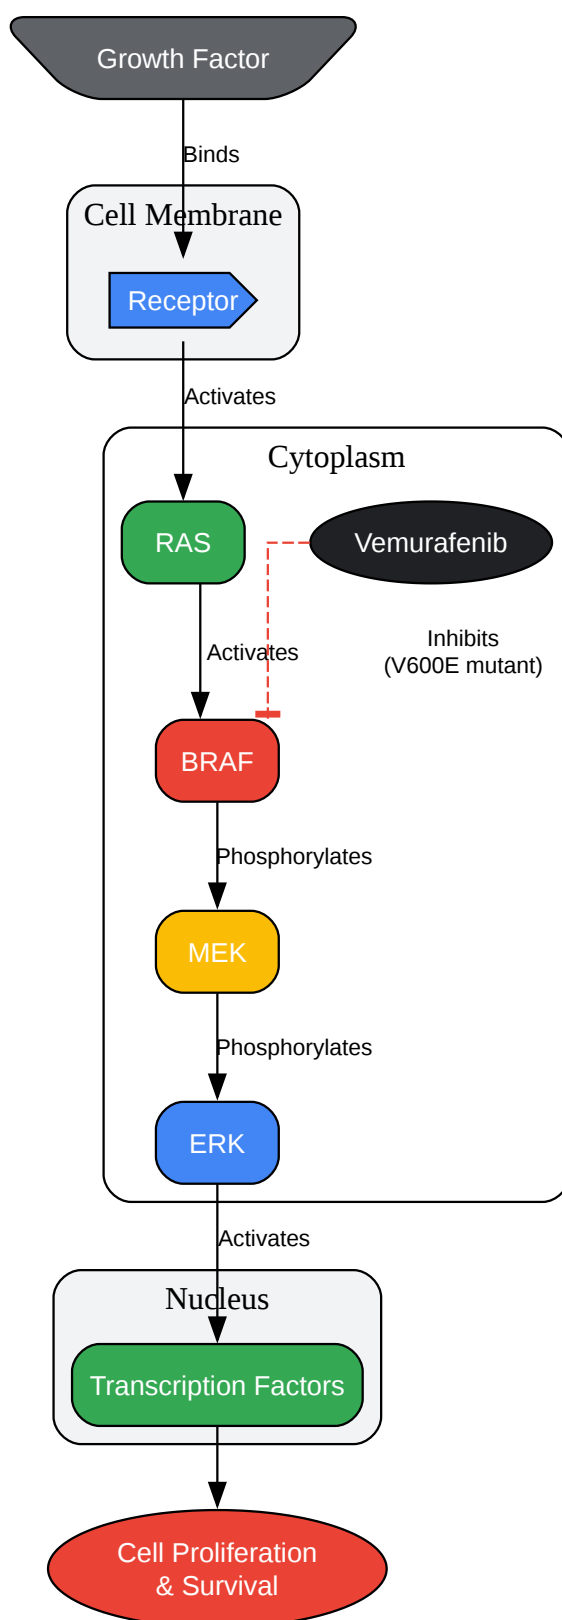 Growth Factor
Binds
Cell Membrane
Receptor
Activates
Cytoplasm
RAS
Vemurafenib
Inhibits
(V600E mutant)
Activates
BRAF
Phosphorylates
MEK
Phosphorylates
ERK
Activates
Nucleus
Transcription Factors
Cell Proliferation
& Survival